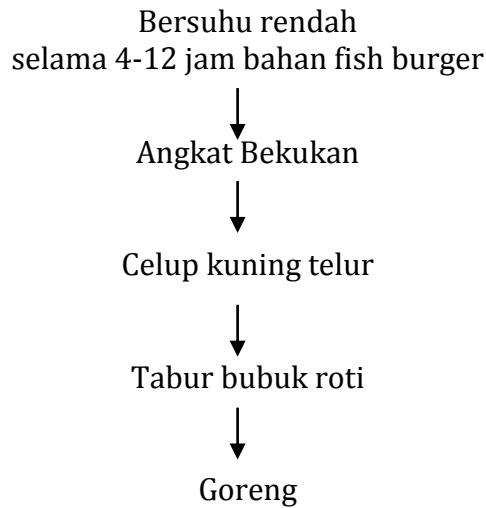 Bersuhu rendah
selama 4-12 jam bahan fish burger
Angkat Bekukan
Celup kuning telur
Tabur bubuk roti
Goreng